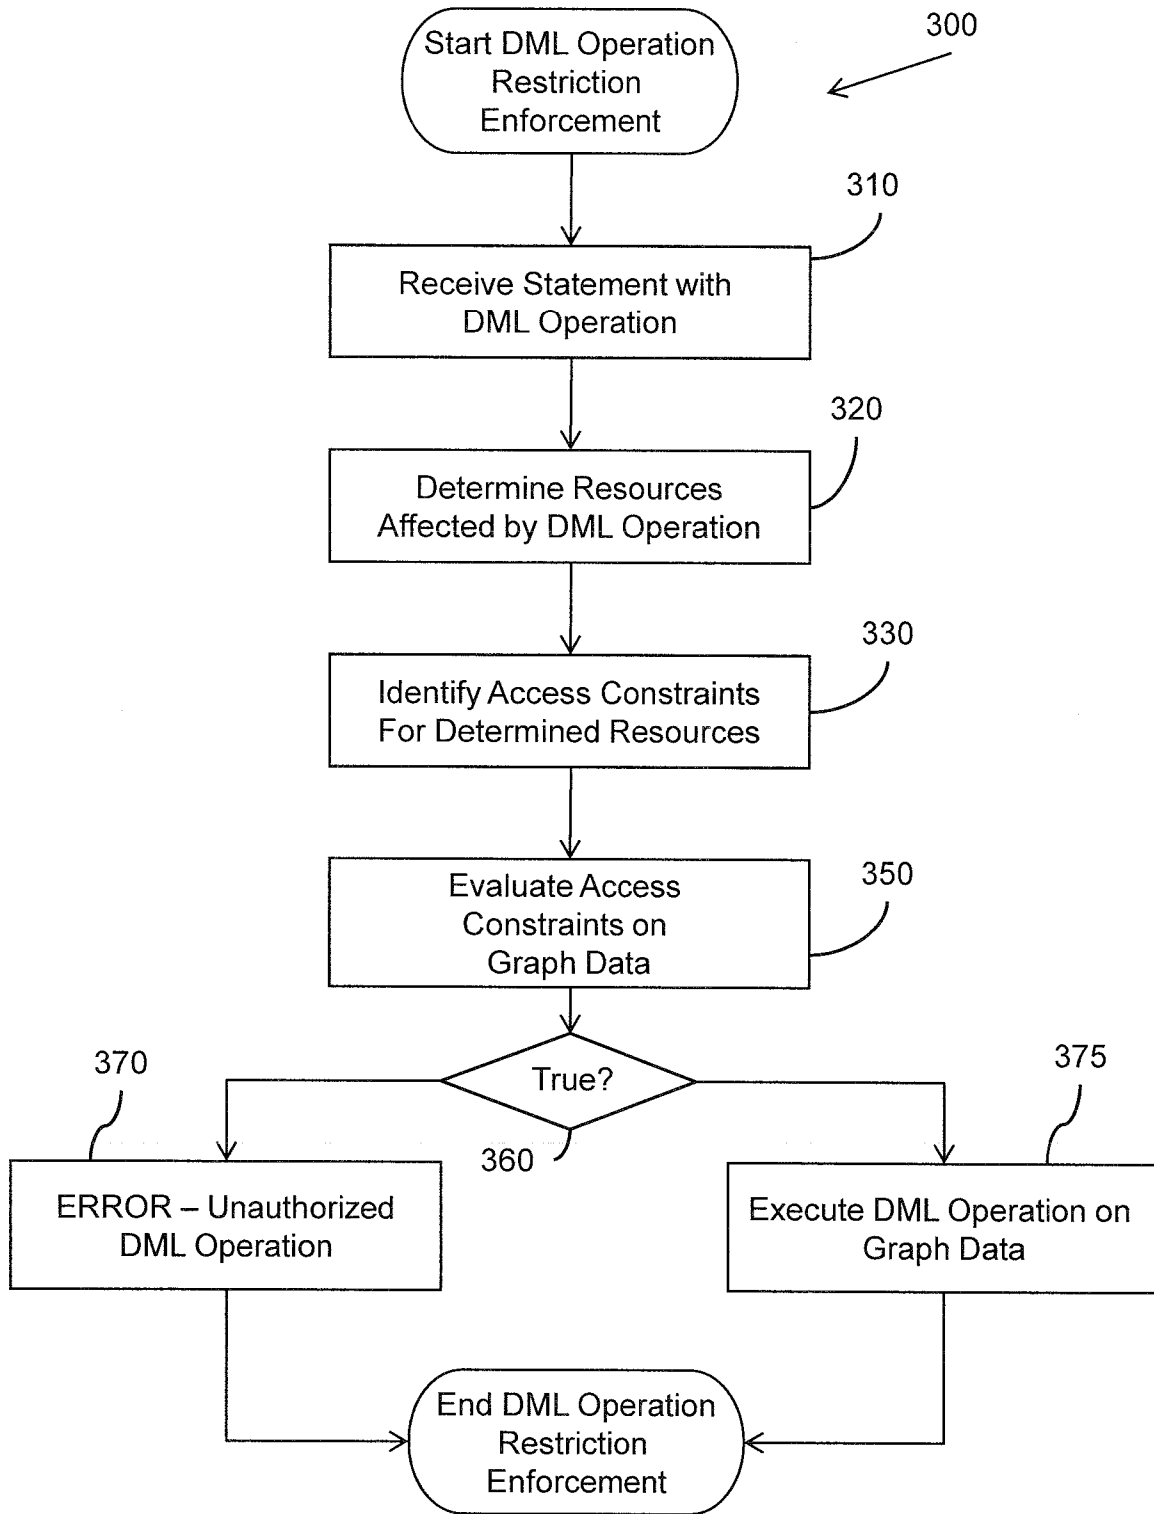 Start DML Operation
Restriction
Enforcement
300
310
Receive Statement with
DML Operation
320
Determine Resources
Affected by DML Operation
330
Identify Access Constraints
For Determined Resources
350
Evaluate Access
Constraints on
Graph Data
370
True?
375
360
ERROR – Unauthorized
DML Operation
Execute DML Operation on
Graph Data
End DML Operation
Restriction
Enforcement